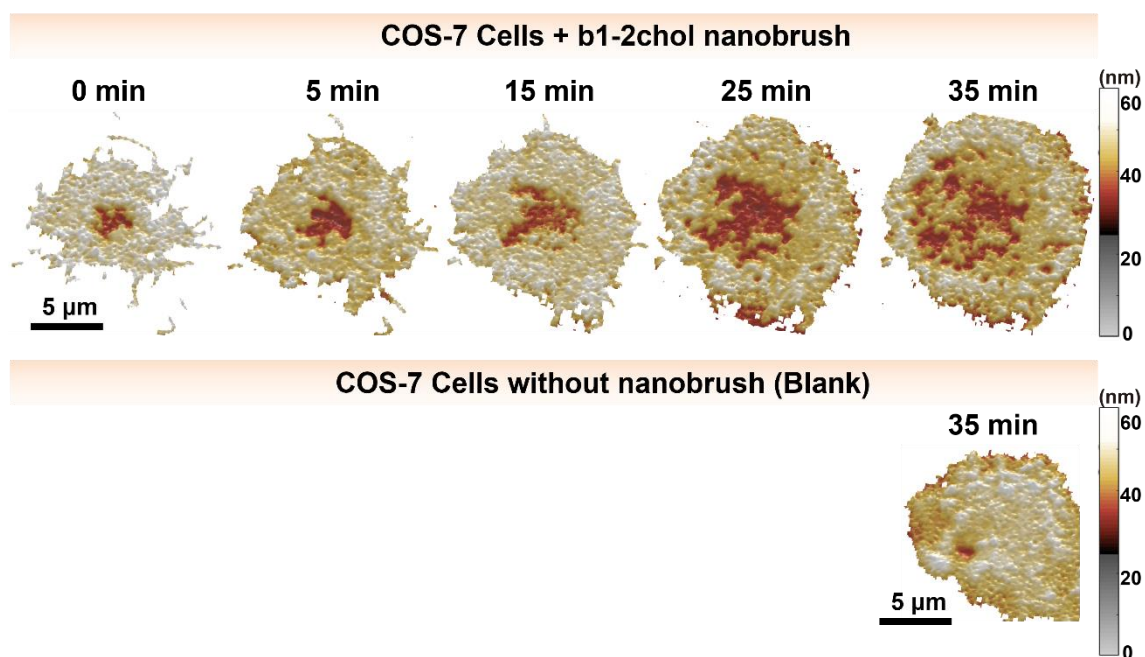 COS-7 Cells + b1-2chol nanobrush
0 min 5 min 15 min 25 min 35 min
(nm)
60
40
20
0
5 µm
COS-7 Cells without nanobrush (Blank)
35 min
(nm)
60
40
20
0
5 µm